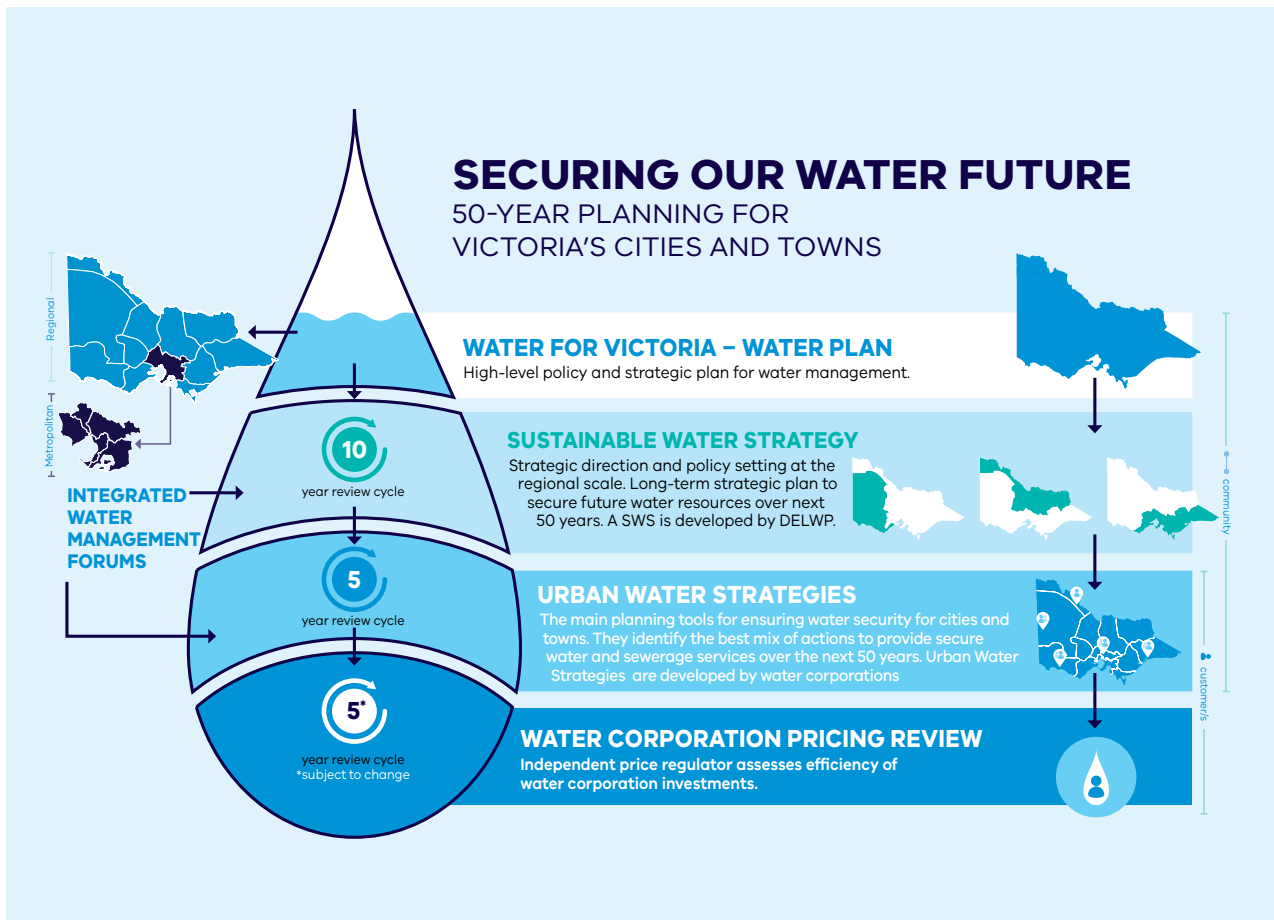 SECURING OUR WATER FUTURE
50-YEAR PLANNING FOR
VICTORIA'S CITIES AND TOWNS
Regional
Metropolitan
INTEGRATED
WATER
MANAGEMENT
FORUMS
WATER FOR VICTORIA – WATER PLAN
High-level policy and strategic plan for water management.
10
year review cycle
SUSTAINABLE WATER STRATEGY
Strategic direction and policy setting at the
regional scale. Long-term strategic plan to
secure future water resources over next
50 years. A SWS is developed by DELWP.
5
year review cycle
URBAN WATER STRATEGIES
The main planning tools for ensuring water security for cities and
towns. They identify the best mix of actions to provide secure
water and sewerage services over the next 50 years. Urban Water
Strategies are developed by water corporations
5*
year review cycle
*subject to change
WATER CORPORATION PRICING REVIEW
Independent price regulator assesses efficiency of
water corporation investments.
community
customer/s